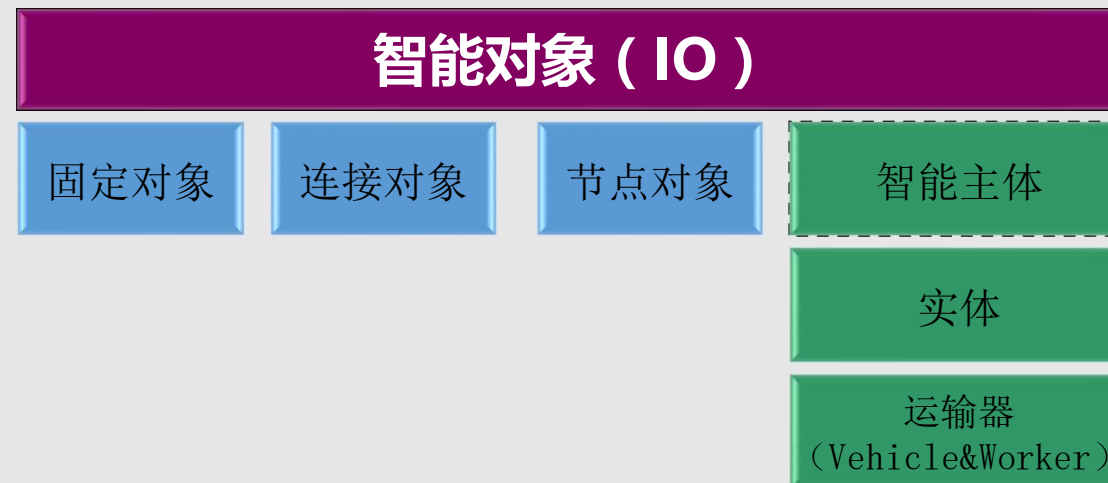 智能对象（IO）
固定对象
连接对象
节点对象
智能主体
实体
运输器
（Vehicle&Worker）